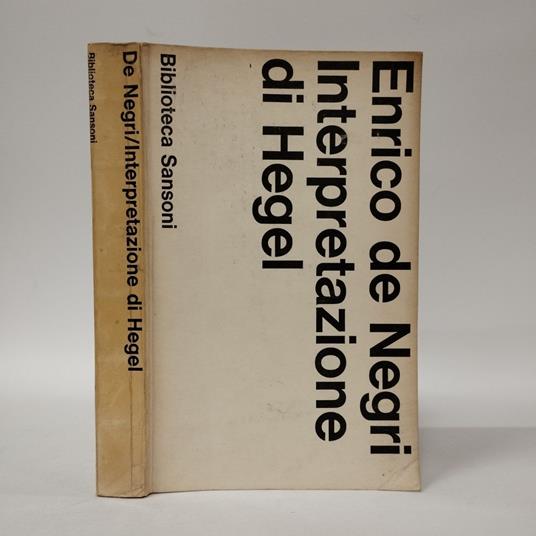 Enrico de Negri
Interpretazione
di Hegel
Biblioteca Sansoni
De Negri/Interpretazione di Hegel
Biblioteca Sansoni